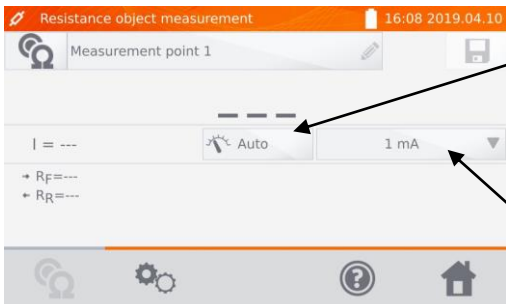 Resistance object measurement 16:08 2019.04.10
Measurement point 1
---
I = --- Auto 1 mA
→ RF=---
← RR=---